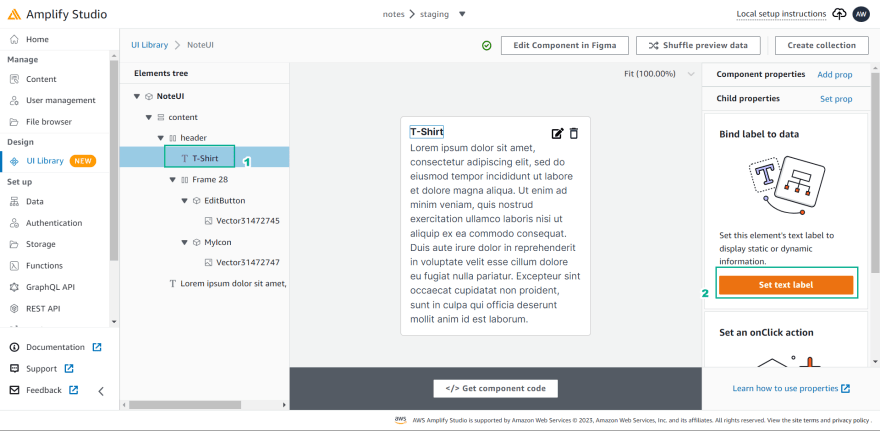 Amplify Studio
notes > staging
Local setup instructions
AW
Home
Manage
Content
User management
File browser
Design
UI Library NEW
Set up
Data
Authentication
Storage
Functions
GraphQL API
REST API
Documentation
Support
Feedback
UI Library > NoteUI
Edit Component in Figma
Shuffle preview data
Create collection
Elements tree
NoteUI
content
header
T-Shirt
1
Frame 28
EditButton
Vector31472745
MyIcon
Vector31472747
Lorem ipsum dolor sit amet,
Fit (100.00%)
T-Shirt
Lorem ipsum dolor sit amet,
consectetur adipiscing elit, sed do
eiusmod tempor incididunt ut labore
et dolore magna aliqua. Ut enim ad
minim veniam, quis nostrud
exercitation ullamco laboris nisi ut
aliquip ex ea commodo consequat.
Duis aute irure dolor in reprehenderit
in voluptate velit esse cillum dolore
eu fugiat nulla pariatur. Excepteur sint
occaecat cupidatat non proident,
sunt in culpa qui officia deserunt
mollit anim id est laborum.
</> Get component code
Component properties Add prop
Child properties Set prop
Bind label to data
Set this element's text label to
display static or dynamic
information.
2
Set text label
Set an onClick action
Learn how to use properties
aws AWS Amplify Studio is supported by Amazon Web Services © 2023, Amazon Web Services, Inc. and its affiliates. All rights reserved. View the site terms and privacy policy.